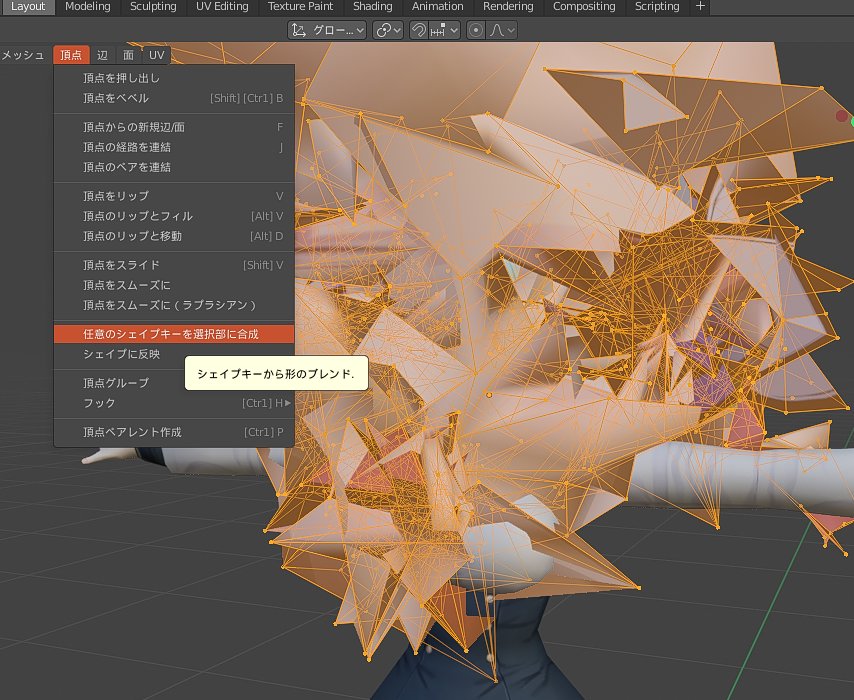 Layout Modeling Sculpting UV Editing Texture Paint Shading Animation Rendering Compositing Scripting +
グロー...
メッシュ 頂点 辺 面 UV
頂点を押し出し
頂点をベベル [Shift] [Ctrl] B
頂点からの新規辺/面 F
頂点の経路を連結 J
頂点のペアを連結
頂点をリップ V
頂点のリップとフィル [Alt] V
頂点のリップと移動 [Alt] D
頂点をスライド [Shift] V
頂点をスムーズに
頂点をスムーズに ( ラプラシアン )
任意のシェイプキーを選択部に合成
シェイプに反映
シェイプキーから形のブレンド.
頂点グループ
フック [Ctrl] H
頂点ペアレント作成 [Ctrl] P